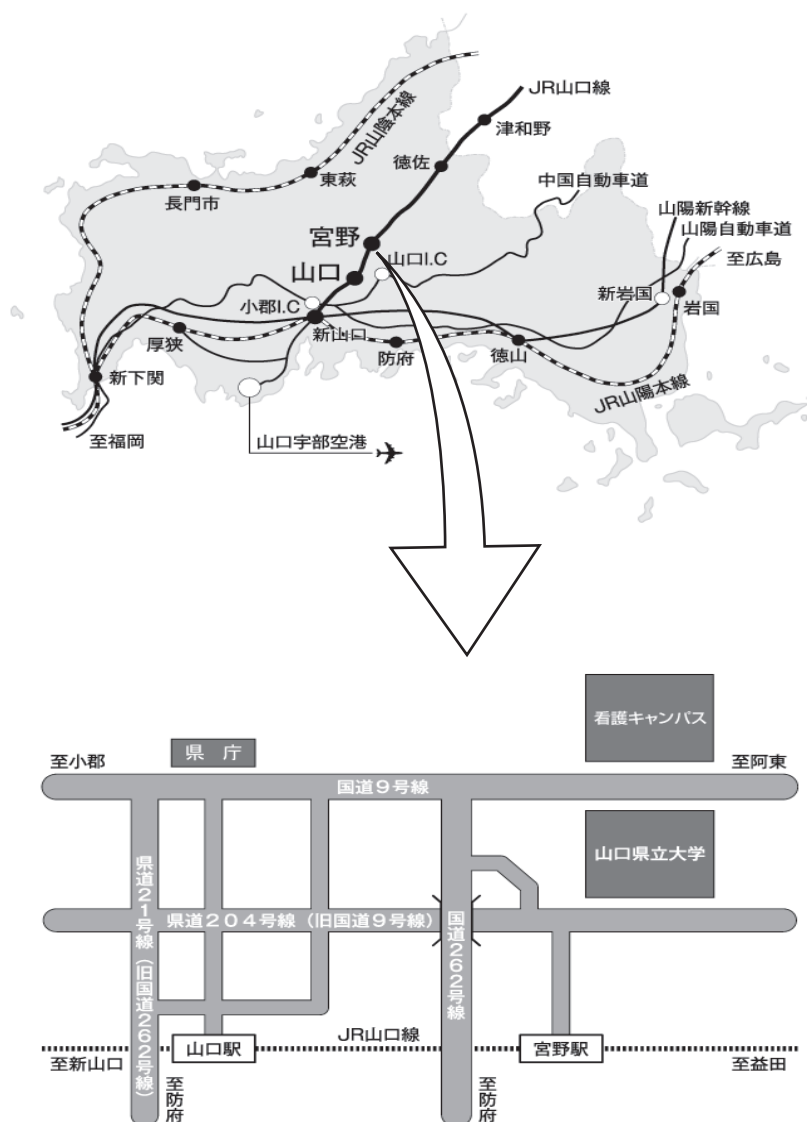 JR山口線
JR山陰本線
津和野
徳佐
東萩
中国自動車道
長門市
山陽新幹線
宮野
山陽自動車道
山口I.C
至広島
山口
新岩国
小郡I.C
岩国
新山口
厚狭
防府
徳山
新下関
JR山陽本線
至福岡
山口宇部空港
看護キャンパス
県 庁
至小郡
至阿東
国道9号線
山口県立大学
県道21号線(旧国道262号線)
県道204号線(旧国道9号線)
国道262号線
JR山口線
山口駅
宮野駅
至新山口
至益田
至防府
至防府